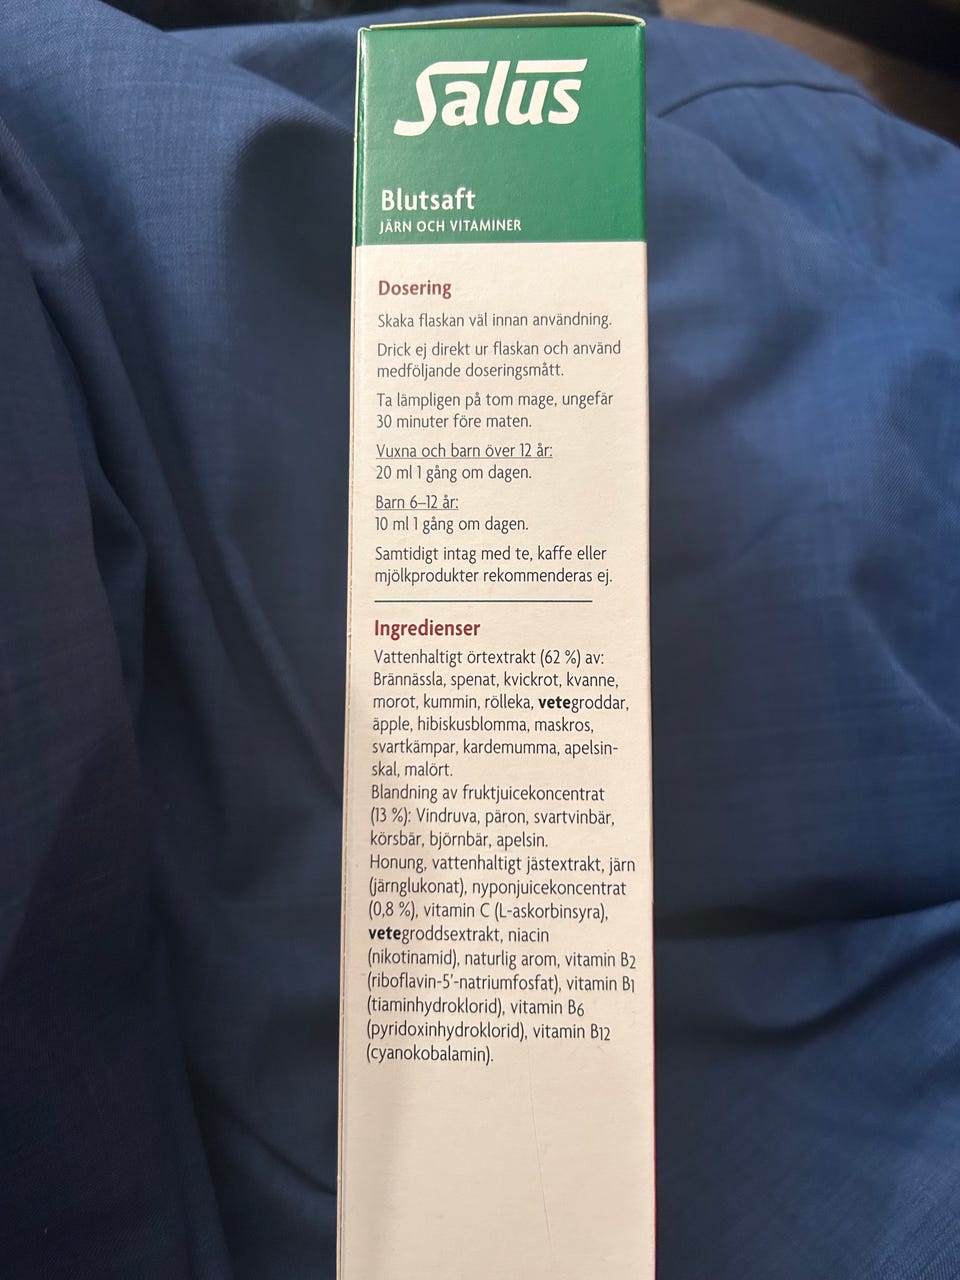 Salus
Blutsaft
JÄRN OCH VITAMINER
Dosering
Skaka flaskan väl innan användning.
Drick ej direkt ur flaskan och använd
medföljande doseringsmått.
Ta lämpligen på tom mage, ungefär
30 minuter före maten.
Vuxna och barn över 12 år:
20 ml 1 gång om dagen.
Barn 6–12 år:
10 ml 1 gång om dagen.
Samtidigt intag med te, kaffe eller
mjölkprodukter rekommenderas ej.
Ingredienser
Vattenhaltigt örtextrakt (62 %) av:
Brännässla, spenat, kvickrot, kvanne,
morot, kummin, rölleka, vetegroddar,
äpple, hibiskusblomma, maskros,
svartkämpar, kardemumma, apelsin-
skal, malört.
Blandning av fruktjuicekoncentrat
(13 %): Vindruva, päron, svartvinbär,
körsbär, björnbär, apelsin.
Honung, vattenhaltigt jästextrakt, järn
(järnglukonat), nyponjuicekoncentrat
(0,8 %), vitamin C (L-askorbinsyra),
vetegroddsextrakt, niacin
(nikotinamid), naturlig arom, vitamin B2
(riboflavin-5'-natriumfosfat), vitamin B1
(tiaminhydroklorid), vitamin B6
(pyridoxinhydroklorid), vitamin B12
(cyanokobalamin).